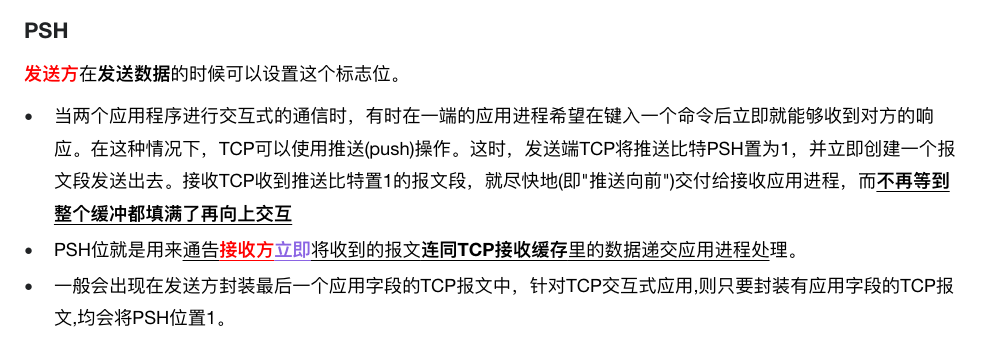 PSH
发送方在发送数据的时候可以设置这个标志位。
• 当两个应用程序进行交互式的通信时，有时在一端的应用进程希望在键入一个命令后立即就能够收到对方的响
应。在这种情况下，TCP可以使用推送(push)操作。这时，发送端TCP将推送比特PSH置为1，并立即创建一个报
文段发送出去。接收TCP收到推送比特置1的报文段，就尽快地(即"推送向前")交付给接收应用进程，而不再等到
整个缓冲都填满了再向上交互
• PSH位就是用来通告接收方立即将收到的报文连同TCP接收缓存里的数据递交应用进程处理。
• 一般会出现在发送方封装最后一个应用字段的TCP报文中，针对TCP交互式应用,则只要封装有应用字段的TCP报
文,均会将PSH位置1。